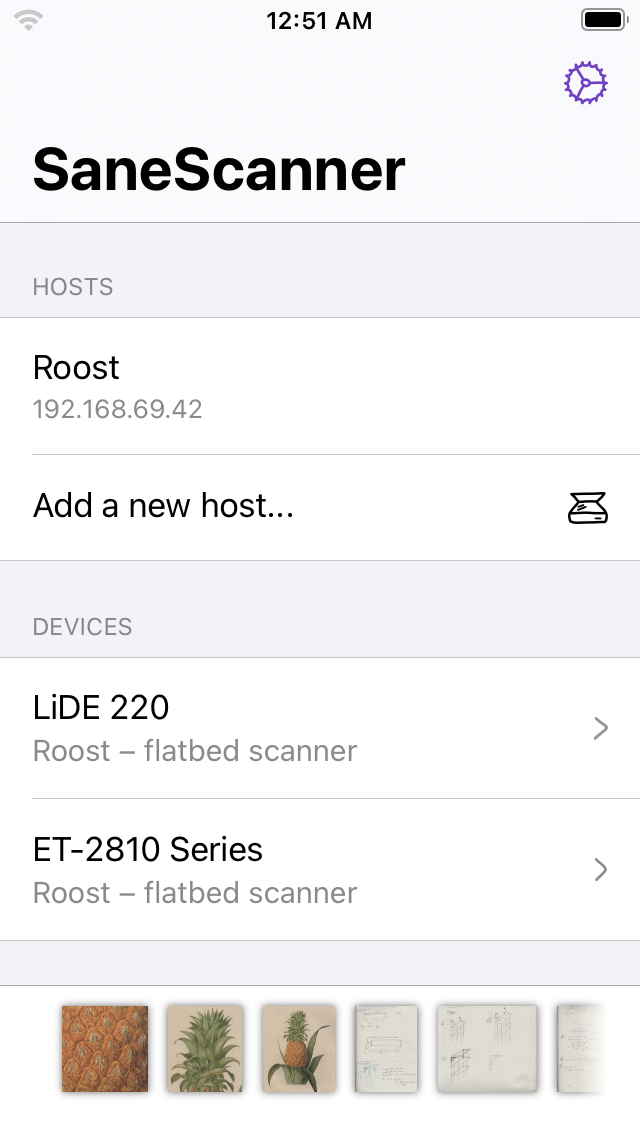 12:51 AM
SaneScanner
HOSTS
Roost
192.168.69.42
Add a new host...
DEVICES
LiDE 220
Roost – flatbed scanner
ET-2810 Series
Roost – flatbed scanner